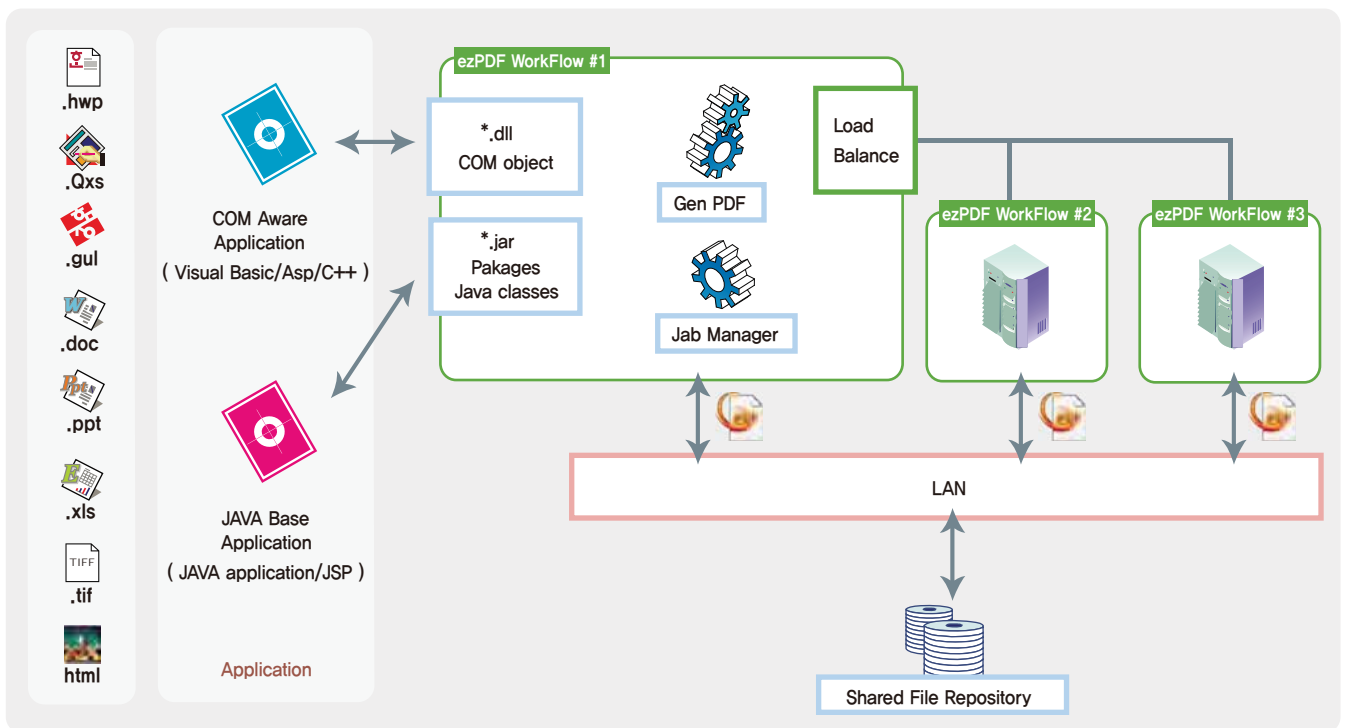 .hwp
.Qxs
.gul
.doc
.ppt
.xls
TIFF
.tif
html
COM Aware
Application
( Visual Basic/Asp/C++ )
JAVA Base
Application
( JAVA application/JSP )
Application
ezPDF WorkFlow #1
*.dll
COM object
*.jar
Pakages
Java classes
Gen PDF
Jab Manager
Load
Balance
ezPDF WorkFlow #2
ezPDF WorkFlow #3
LAN
Shared File Repository